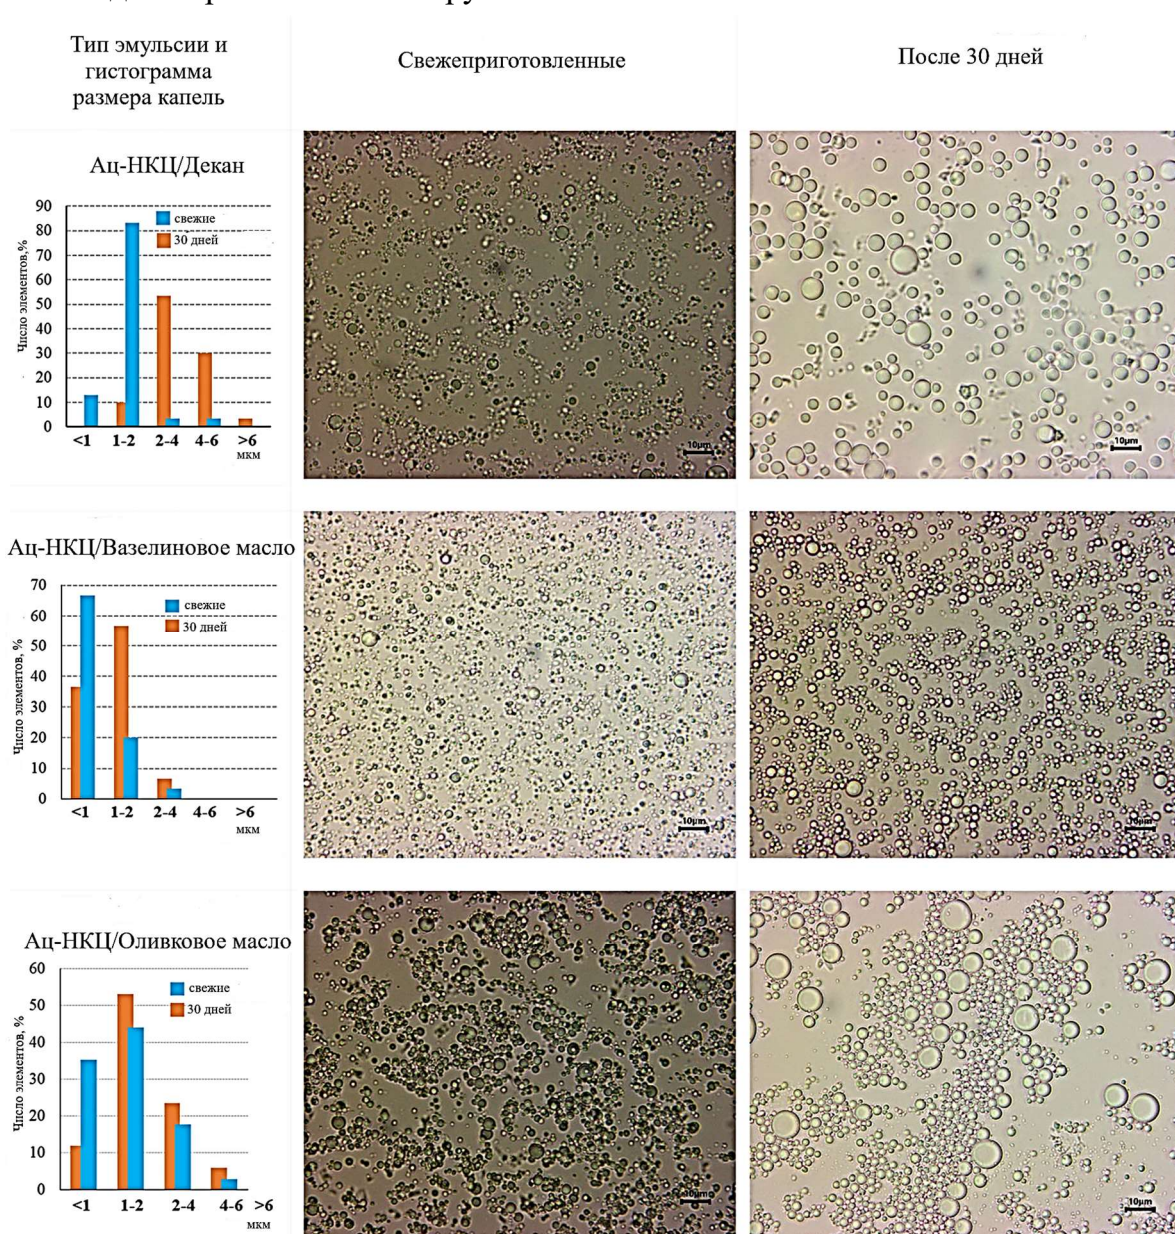 Тип эмульсии и
гистограмма
размера капель
Свежеприготовленные
После 30 дней
Ац-НКЦ/Декан
Число элементов,%
90
80
70
60
50
40
30
20
10
0
свежие
30 дней
<1 1-2 2-4 4-6 >6
мкм
10µm
10µm
Ац-НКЦ/Вазелиновое масло
Число элементов, %
70
60
50
40
30
20
10
0
свежие
30 дней
<1 1-2 2-4 4-6 >6
мкм
10µm
10µm
Ац-НКЦ/Оливковое масло
Число элементов, %
60
50
40
30
20
10
0
свежие
30 дней
<1 1-2 2-4 4-6 >6
мкм
10µm
10µm